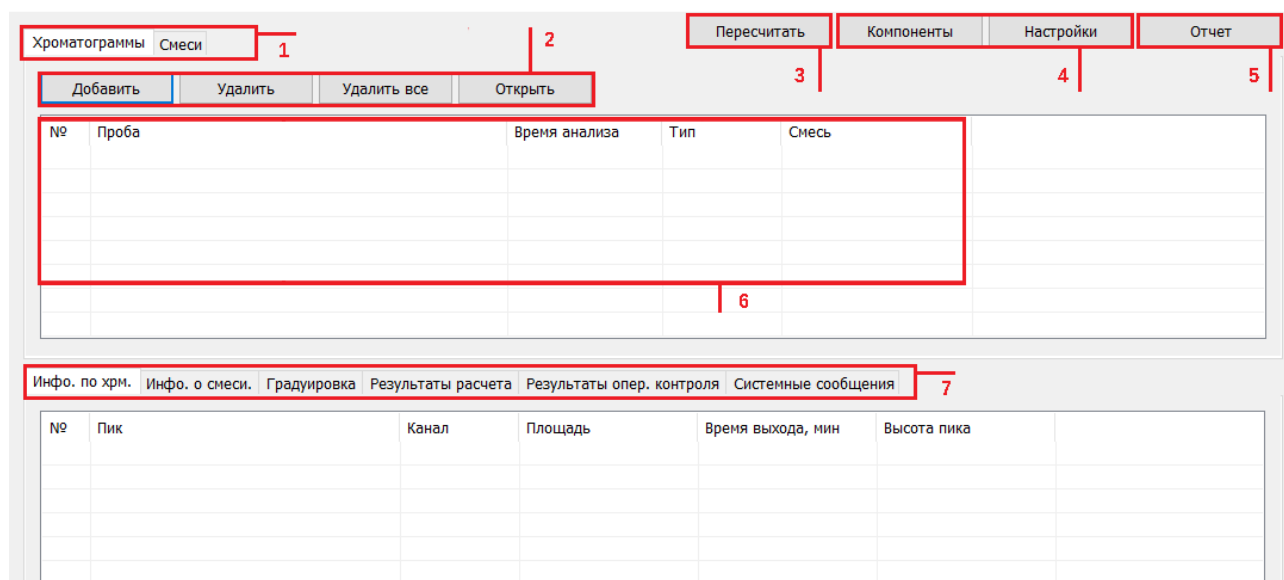 Хроматограммы Смеси 1 2 Пересчитать Компоненты Настройки Отчет
3 4 5
Добавить Удалить Удалить все Открыть
№ Проба Время анализа Тип Смесь
6
Инфо. по хрм. Инфо. о смеси. Градуировка Результаты расчета Результаты опер. контроля Системные сообщения 7
№ Пик Канал Площадь Время выхода, мин Высота пика